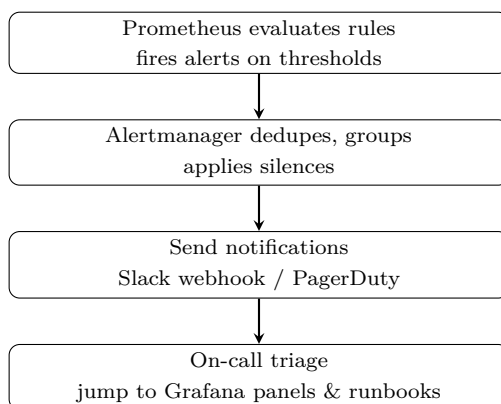 Prometheus evaluates rules
fires alerts on thresholds
Alertmanager dedupes, groups
applies silences
Send notifications
Slack webhook / PagerDuty
On-call triage
jump to Grafana panels & runbooks